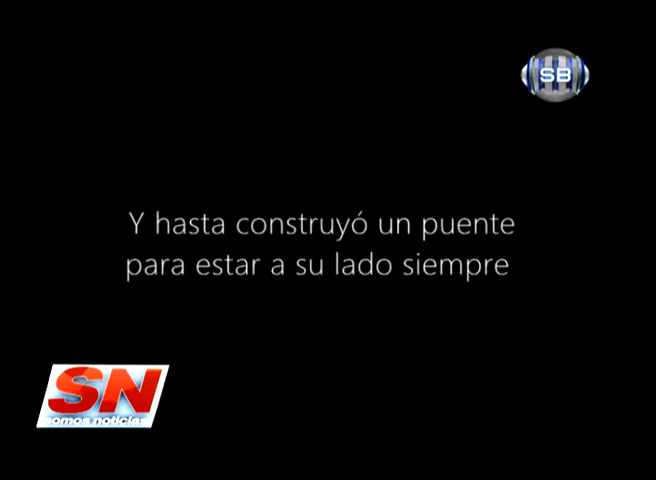 SB
Y hasta construyó un puente
para estar a su lado siempre
SN
somos noticias